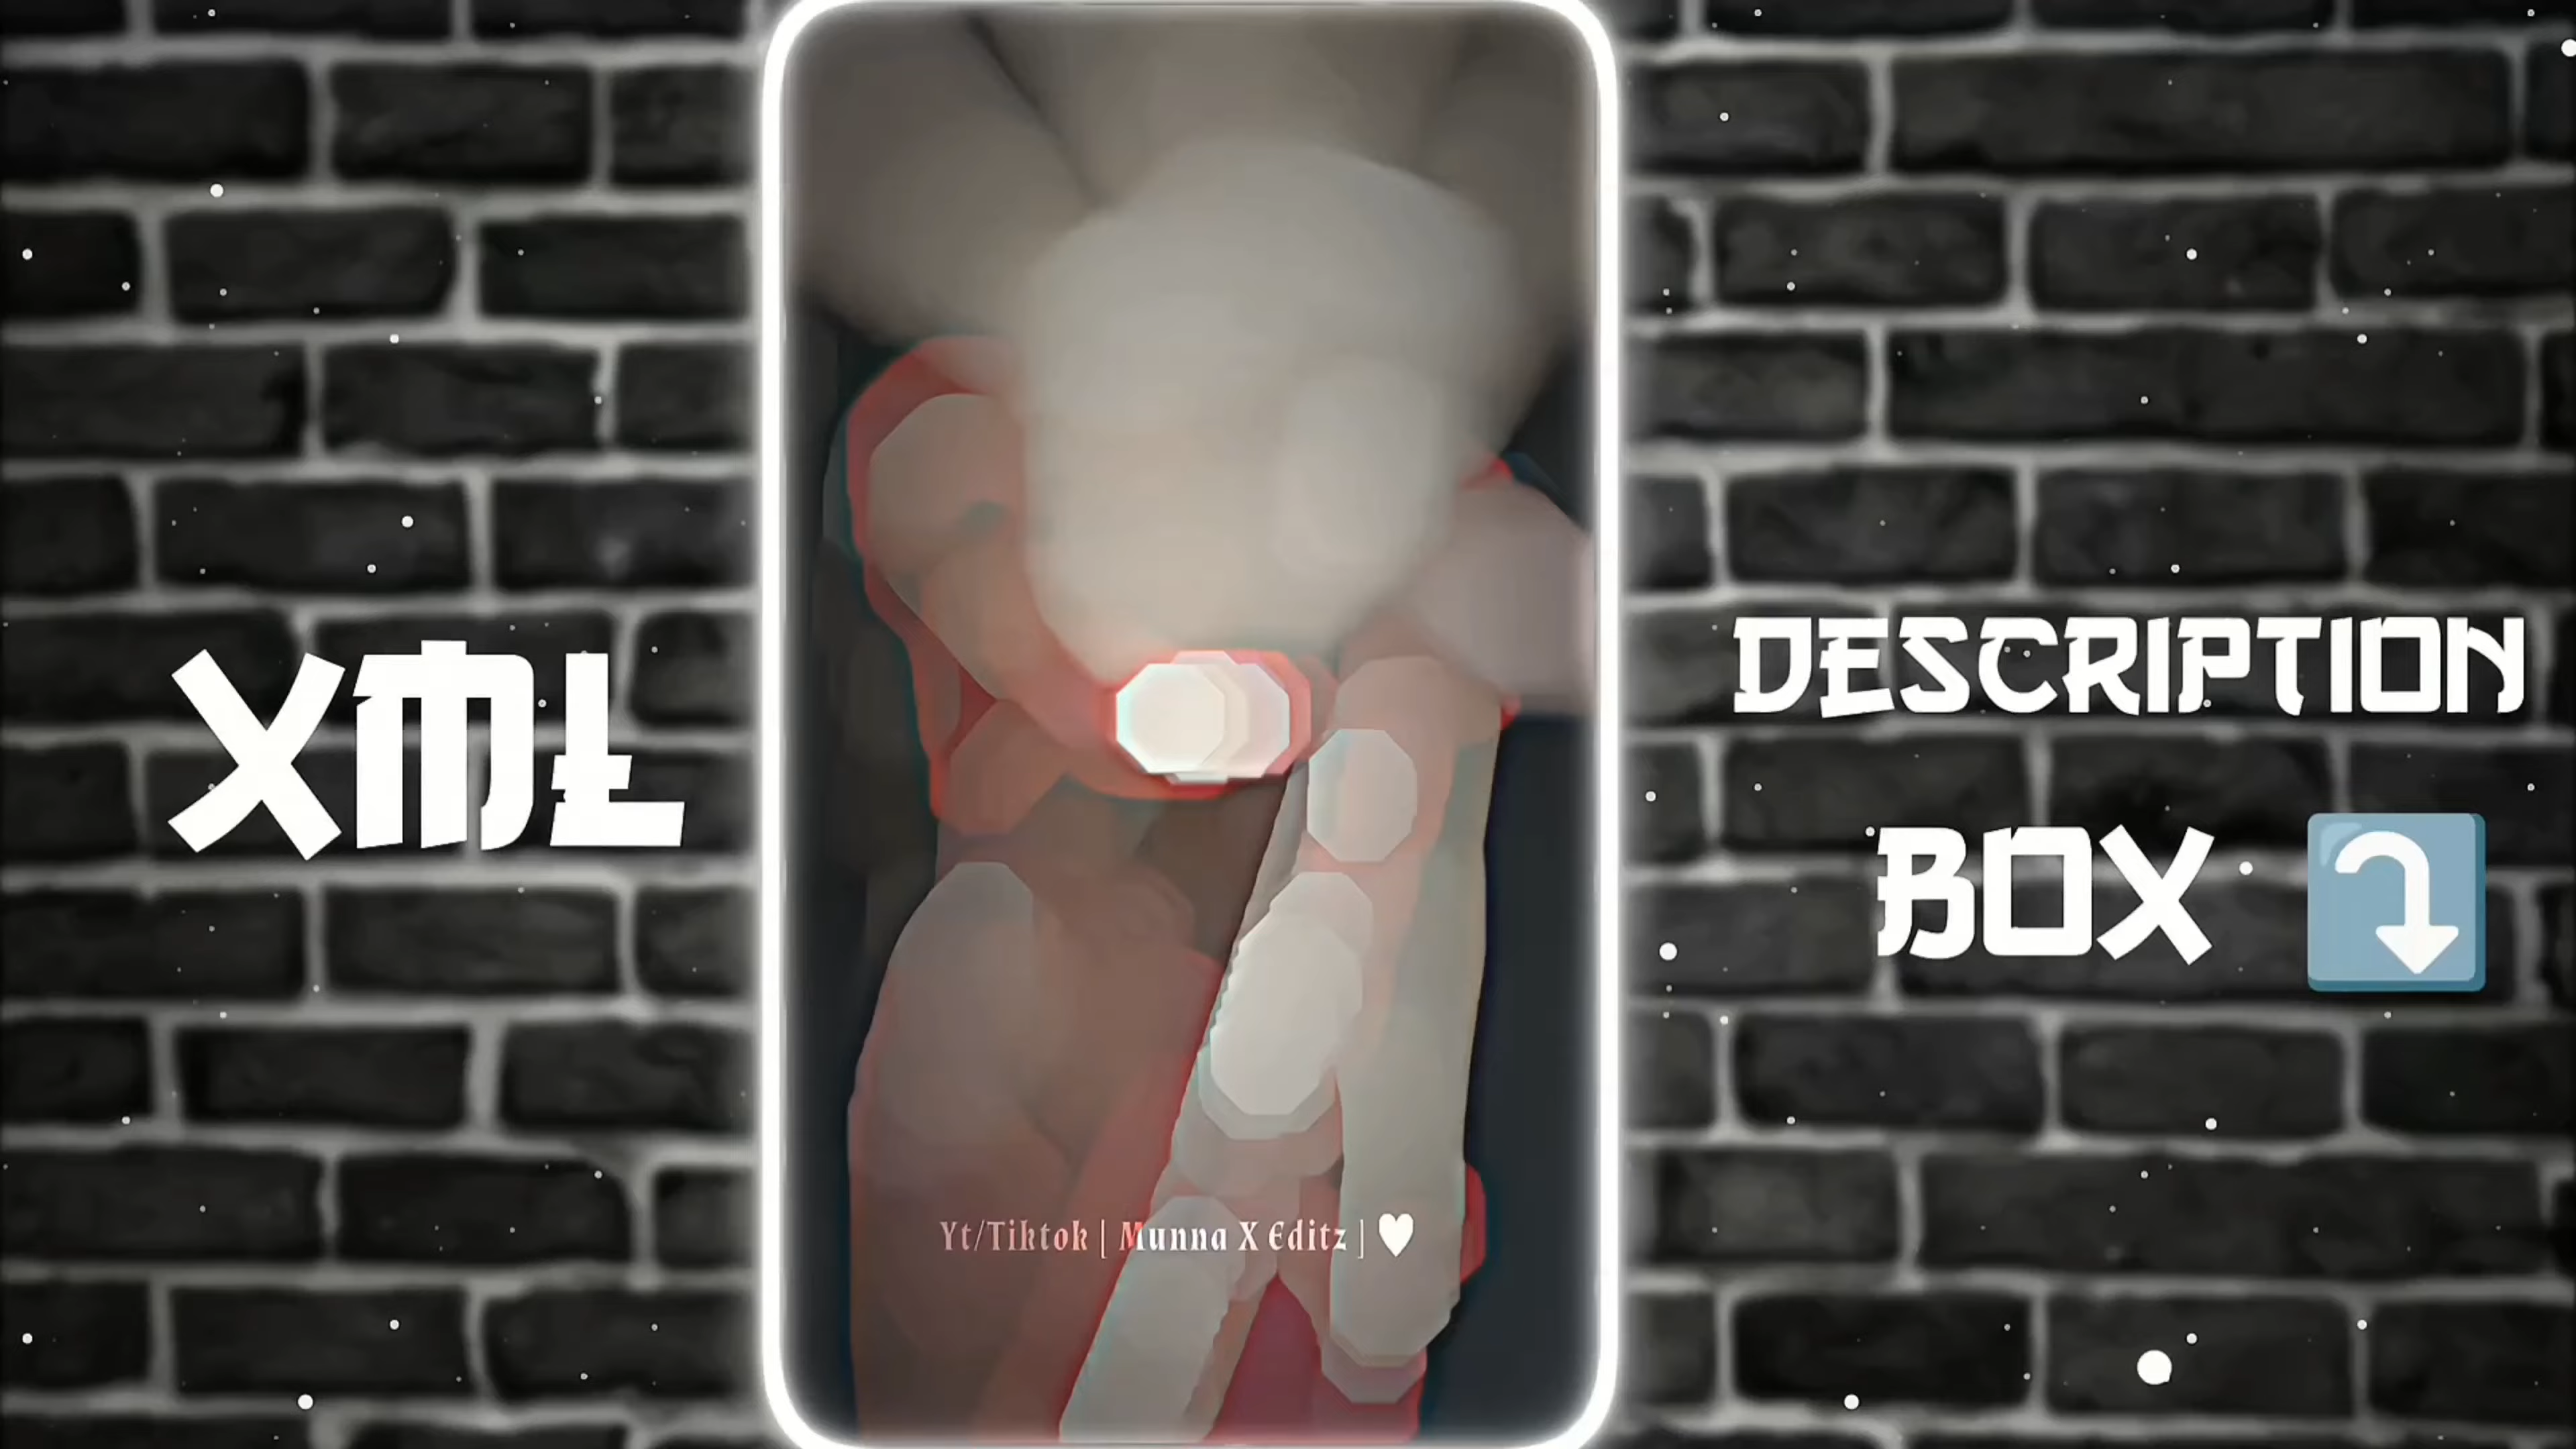 XML
Yt/Tiktok [ Munna X Editz ] 🤍
DESCRIPTION
BOX ⤵️